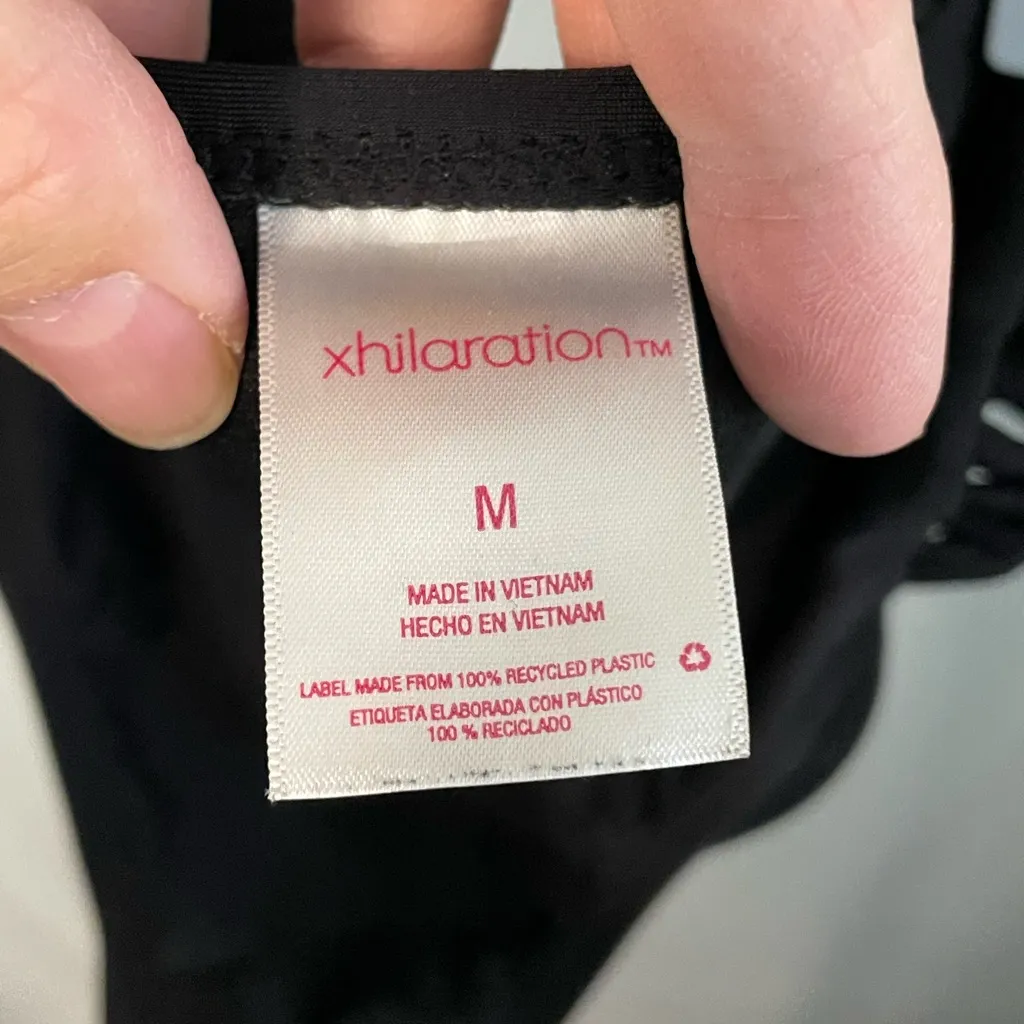 xhilaration™
M
MADE IN VIETNAM
HECHO EN VIETNAM
LABEL MADE FROM 100% RECYCLED PLASTIC
ETIQUETA ELABORADA CON PLÁSTICO
100 % RECICLADO